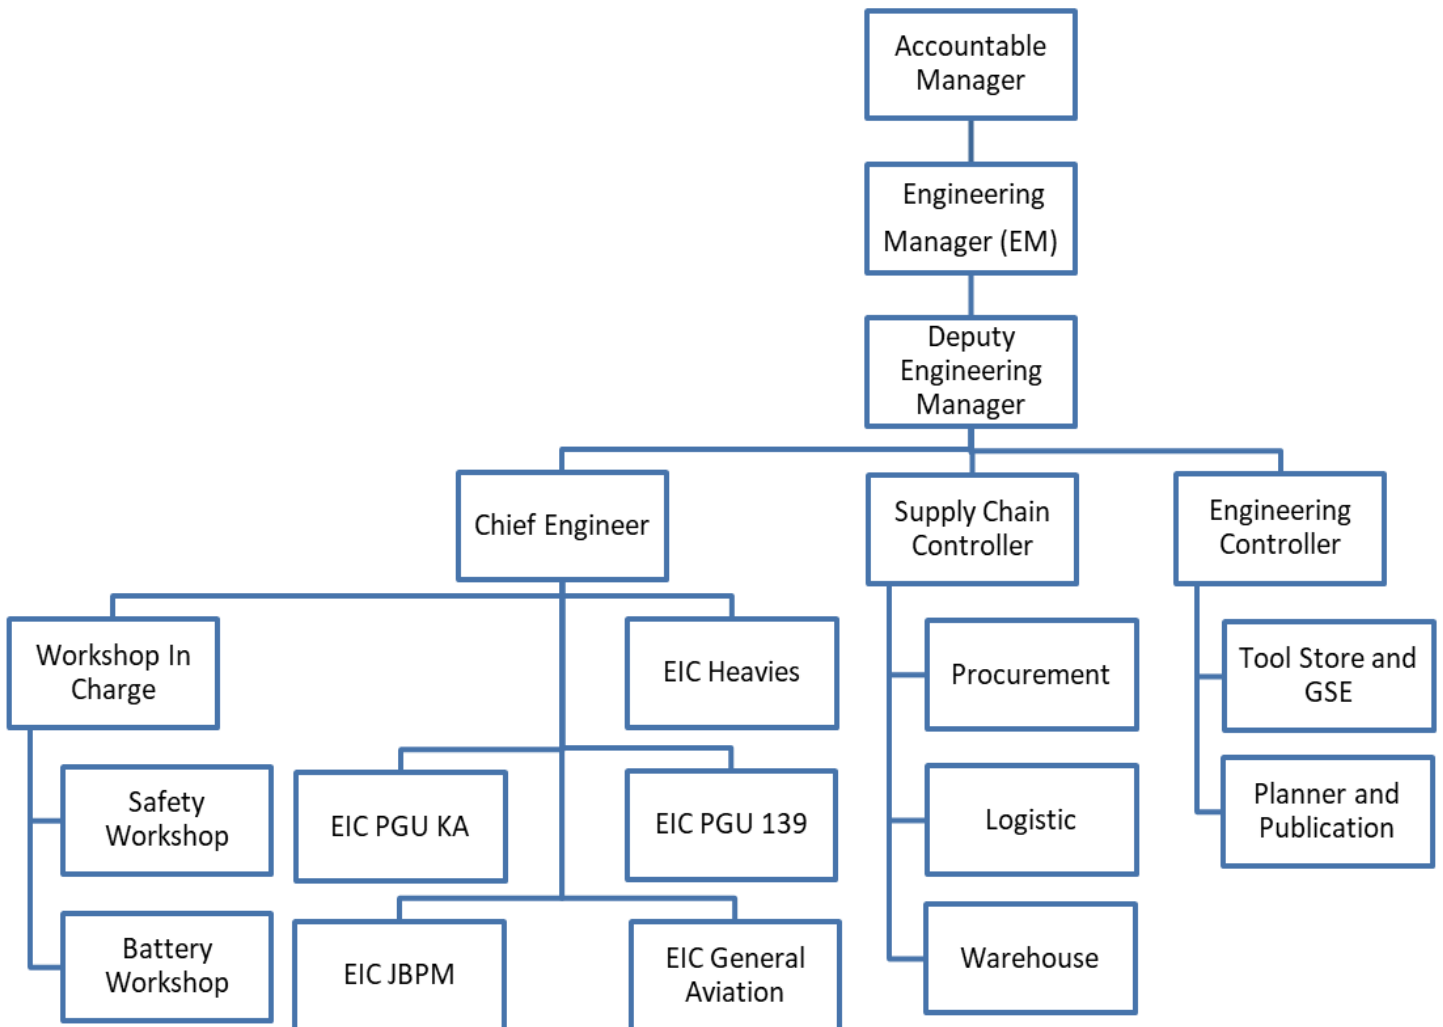 Accountable
Manager
Engineering
Manager (EM)
Deputy
Engineering
Manager
Chief Engineer
Supply Chain
Controller
Engineering
Controller
Workshop In
Charge
EIC Heavies
Procurement
Tool Store and
GSE
Safety
Workshop
EIC PGU KA
EIC PGU 139
Logistic
Planner and
Publication
Battery
Workshop
EIC JBPM
EIC General
Aviation
Warehouse